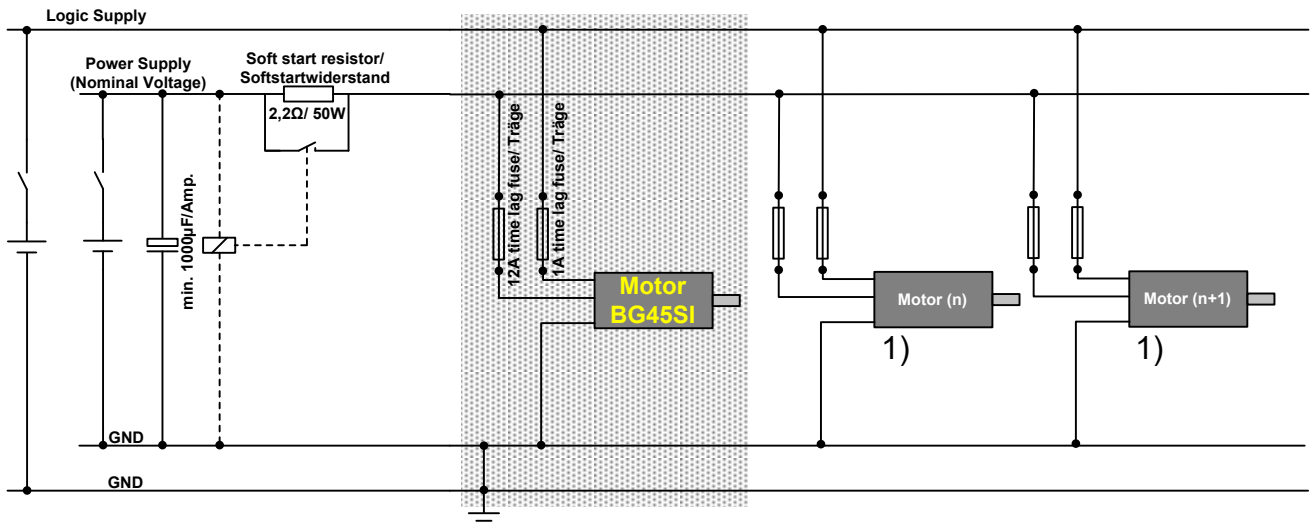 Logic Supply
Power Supply
(Nominal Voltage)
Soft start resistor/
Softstartwiderstand
2,2Ω/ 50W
min. 1000µF/Amp.
12A time lag fuse/ Träge
1A time lag fuse/ Träge
Motor
BG45SI
Motor (n)
1)
Motor (n+1)
1)
GND
GND